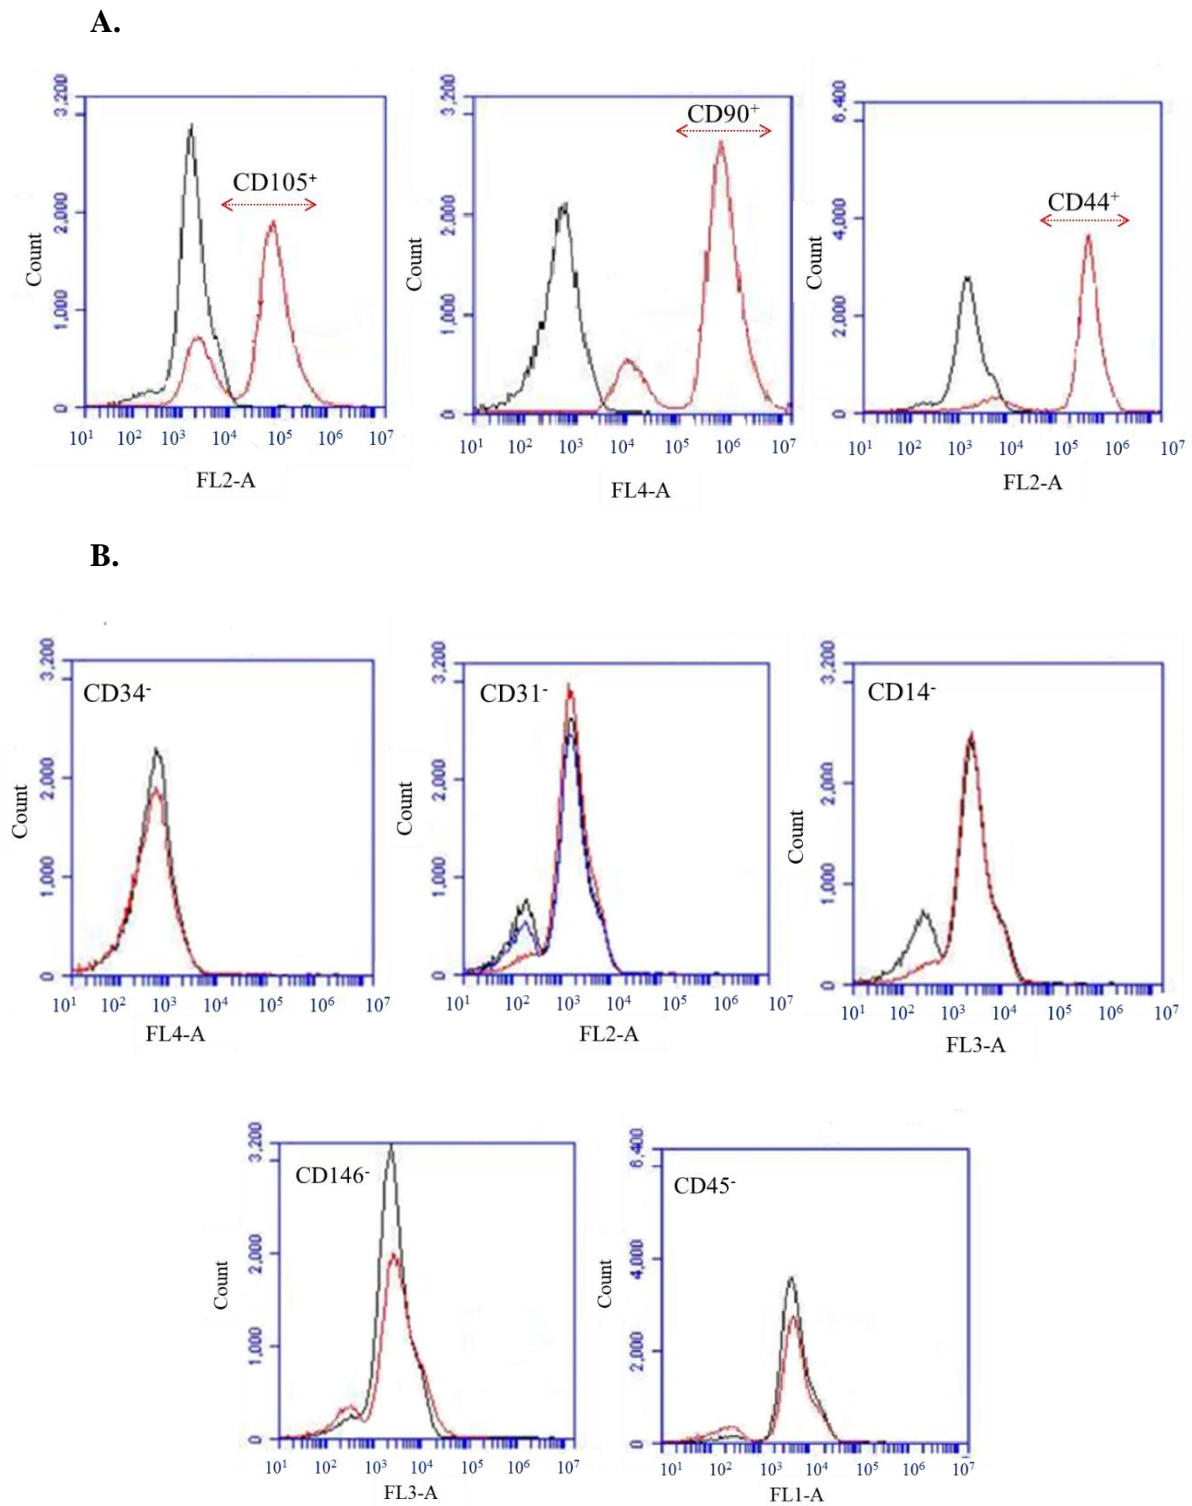 A.
3,200
2,000
1,000
0
Count
CD105⁺
10¹ 10² 10³ 10⁴ 10⁵ 10⁶ 10⁷
FL2-A
3,200
2,000
1,000
0
Count
CD90⁺
10¹ 10² 10³ 10⁴ 10⁵ 10⁶ 10⁷
FL4-A
6,400
4,000
2,000
0
Count
CD44⁺
10¹ 10² 10³ 10⁴ 10⁵ 10⁶ 10⁷
FL2-A
B.
3,200
2,000
1,000
0
Count
CD34⁻
10¹ 10² 10³ 10⁴ 10⁵ 10⁶ 10⁷
FL4-A
3,200
2,000
1,000
0
Count
CD31⁻
10¹ 10² 10³ 10⁴ 10⁵ 10⁶ 10⁷
FL2-A
3,200
2,000
1,000
0
Count
CD14⁻
10¹ 10² 10³ 10⁴ 10⁵ 10⁶ 10⁷
FL3-A
3,200
2,000
1,000
0
Count
CD146⁻
10¹ 10² 10³ 10⁴ 10⁵ 10⁶ 10⁷
FL3-A
6,400
4,000
2,000
0
Count
CD45⁻
10¹ 10² 10³ 10⁴ 10⁵ 10⁶ 10⁷
FL1-A